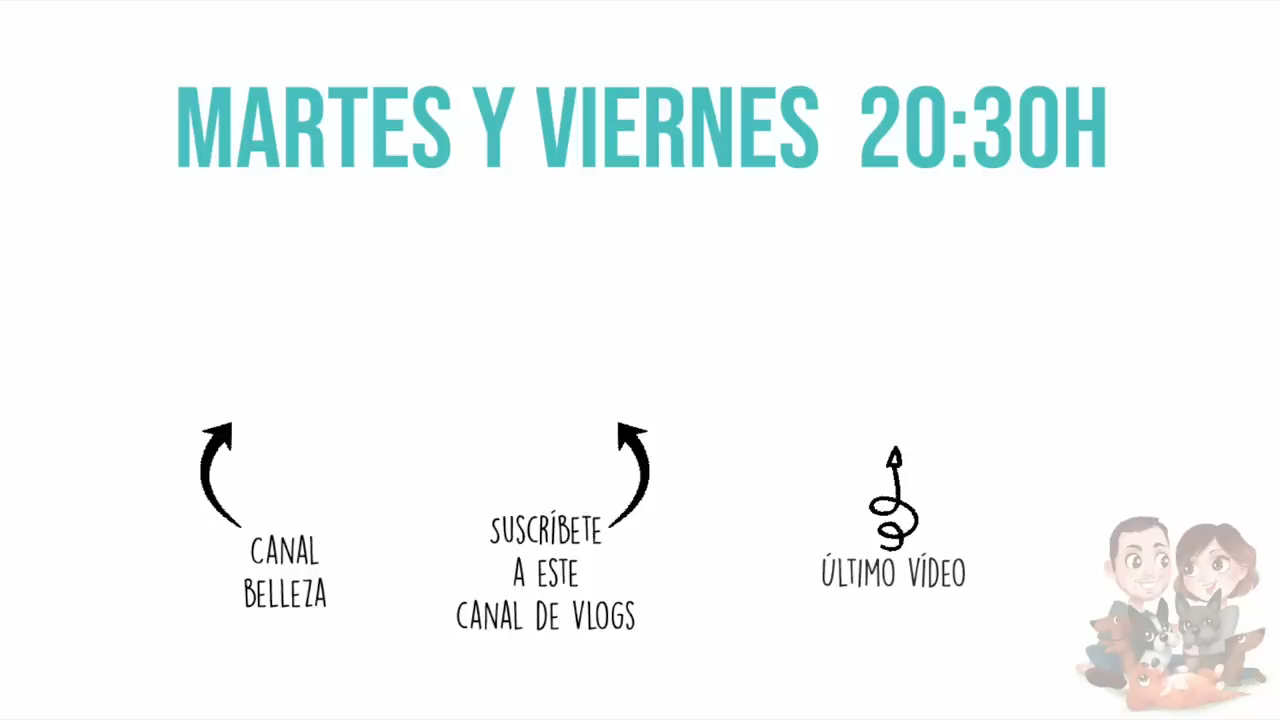 MARTES Y VIERNES 20:30H
CANAL
BELLEZA
SUSCRÍBETE
A ESTE
CANAL DE VLOGS
ÚLTIMO VÍDEO